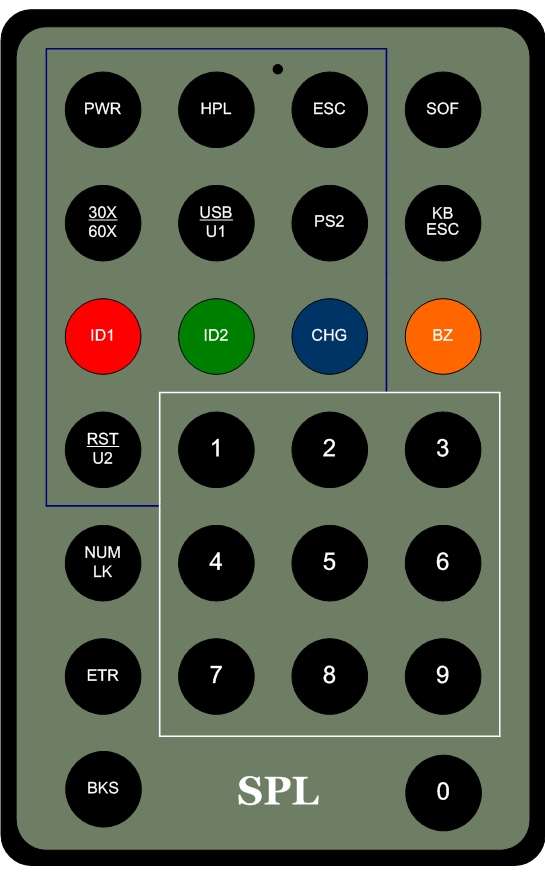 PWR HPL ESC SOF
30X USB PS2 KB
60X U1 ESC
ID1 ID2 CHG BZ
RST 1 2 3
U2
NUM 4 5 6
LK
ETR 7 8 9
BKS SPL 0